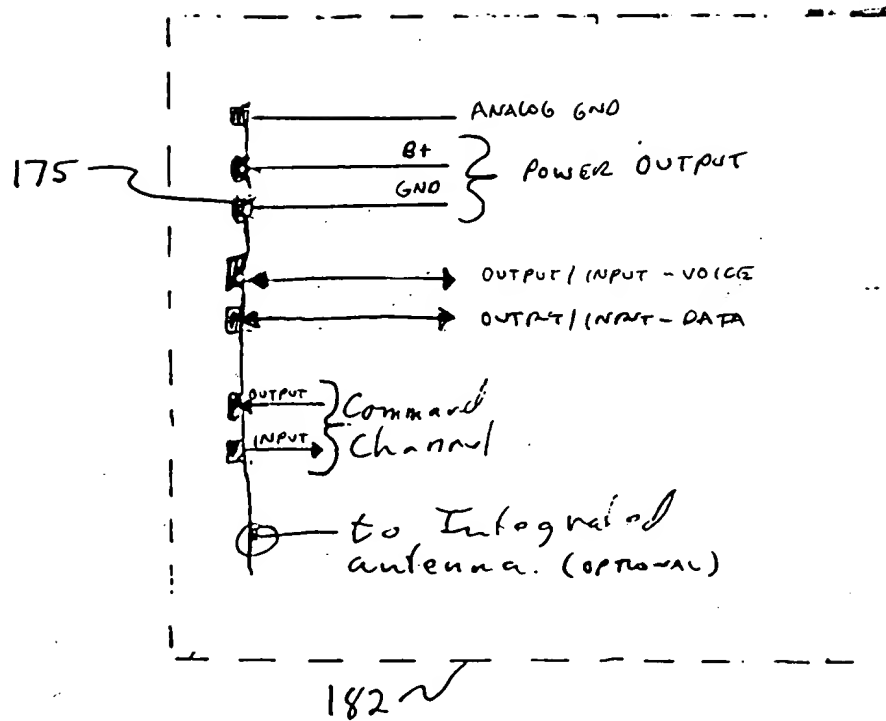 ANALOG GND
B+
GND
POWER OUTPUT
175
OUTPUT/INPUT - VOICE
OUTPUT/INPUT - DATA
OUTPUT
INPUT
Command
Channel
to Integrated
antenna. (OPTIONAL)
182